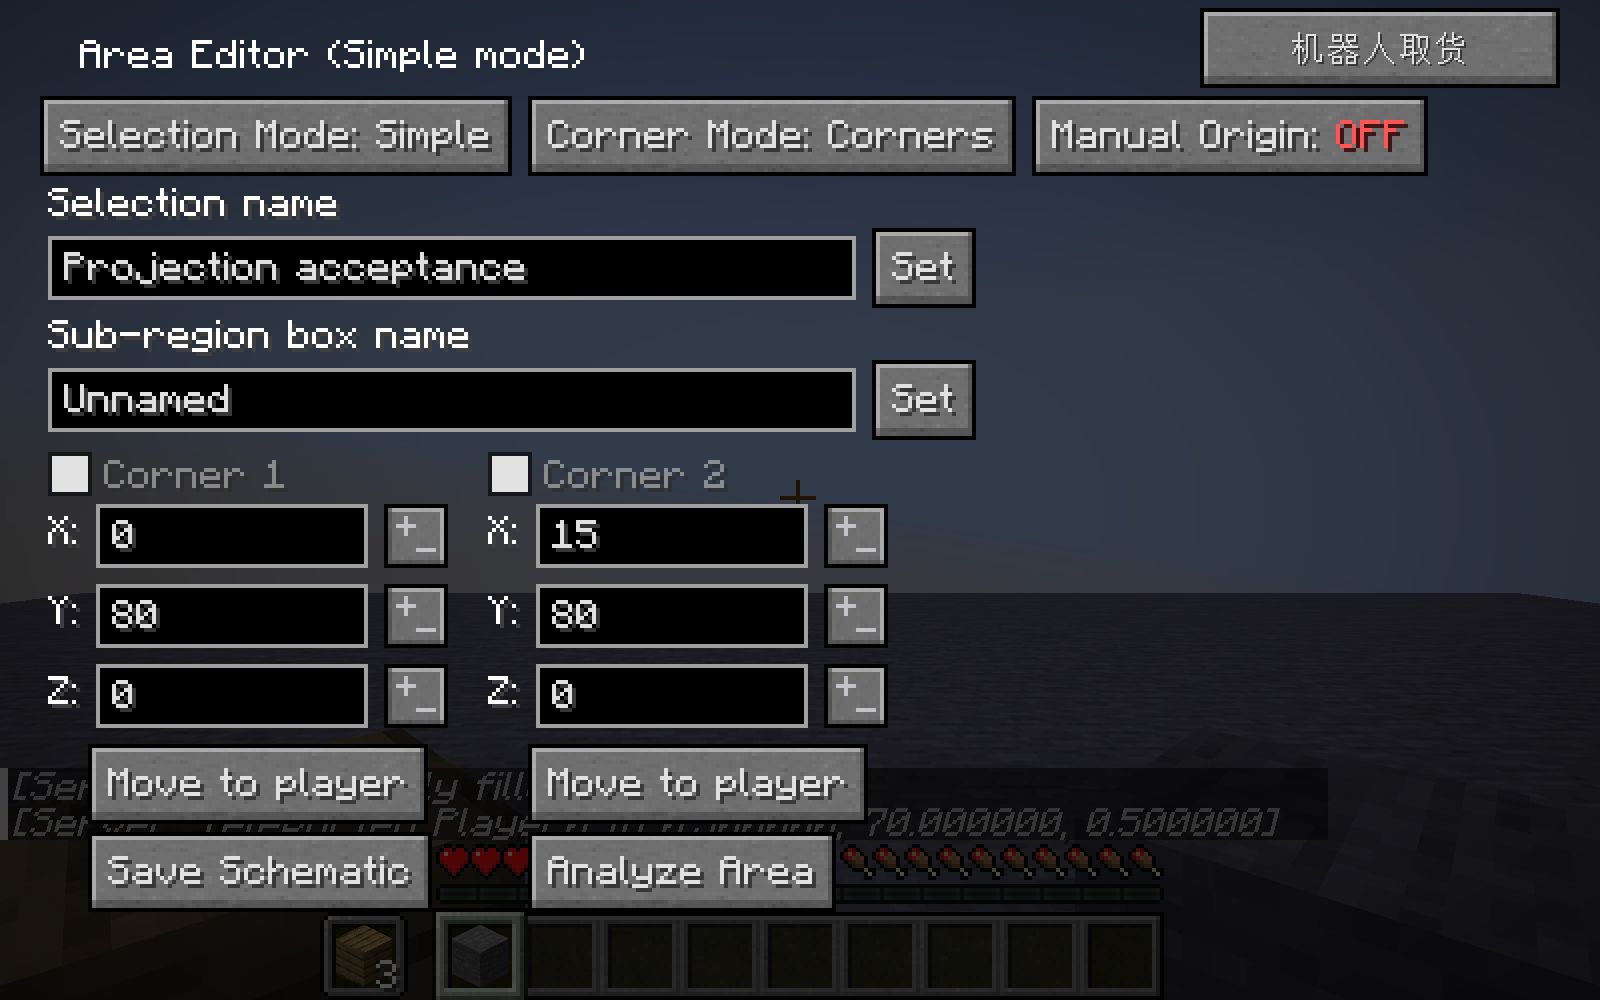 Area Editor (Simple mode)
机器人取货
Selection Mode: Simple
Corner Mode: Corners
Manual Origin: OFF
Selection name
Projection acceptance
Set
Sub-region box name
Unnamed
Set
Corner 1
Corner 2
X: 0
X: 15
Y: 80
Y: 80
Z: 0
Z: 0
Move to player
Move to player
70.000000, 0.500000]
Save Schematic
Analyze Area
3